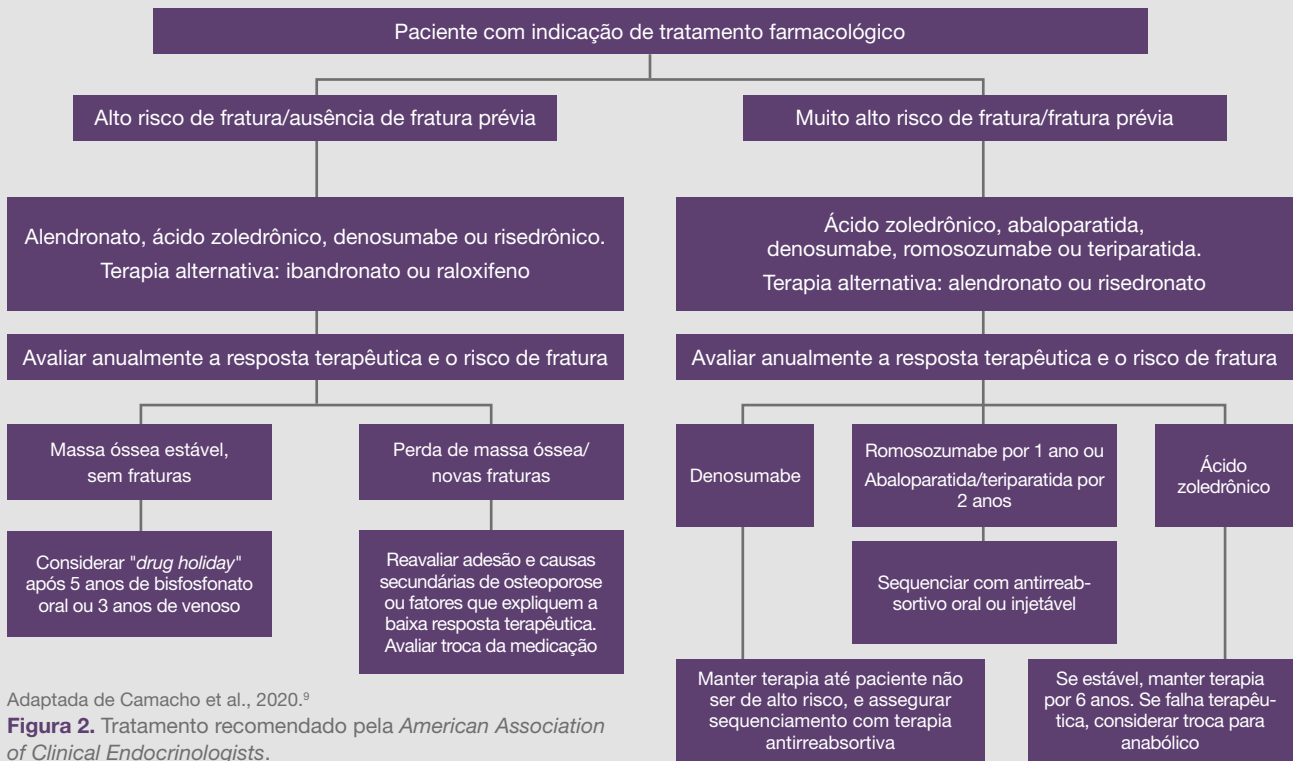 Paciente com indicação de tratamento farmacológico
Alto risco de fratura/ausência de fratura prévia
Muito alto risco de fratura/fratura prévia
Alendronato, ácido zoledrônico, denosumabe ou risedrônico.
Terapia alternativa: ibandronato ou raloxifeno
Ácido zoledrônico, abaloparatida,
denosumabe, romosozumabe ou teriparatida.
Terapia alternativa: alendronato ou risedronato
Avaliar anualmente a resposta terapêutica e o risco de fratura
Avaliar anualmente a resposta terapêutica e o risco de fratura
Massa óssea estável,
sem fraturas
Perda de massa óssea/
novas fraturas
Denosumabe
Romosozumabe por 1 ano ou
Abaloparatida/teriparatida por
2 anos
Ácido
zoledrônico
Considerar "drug holiday"
após 5 anos de bisfosfonato
oral ou 3 anos de venoso
Reavaliar adesão e causas
secundárias de osteoporose
ou fatores que expliquem a
baixa resposta terapêutica.
Avaliar troca da medicação
Sequenciar com antirreab-
sortivo oral ou injetável
Manter terapia até paciente não
ser de alto risco, e assegurar
sequenciamento com terapia
antirreabsortiva
Se estável, manter terapia
por 6 anos. Se falha terapêu-
tica, considerar troca para
anabólico
Adaptada de Camacho et al., 2020.⁹
Figura 2. Tratamento recomendado pela American Association
of Clinical Endocrinologists.